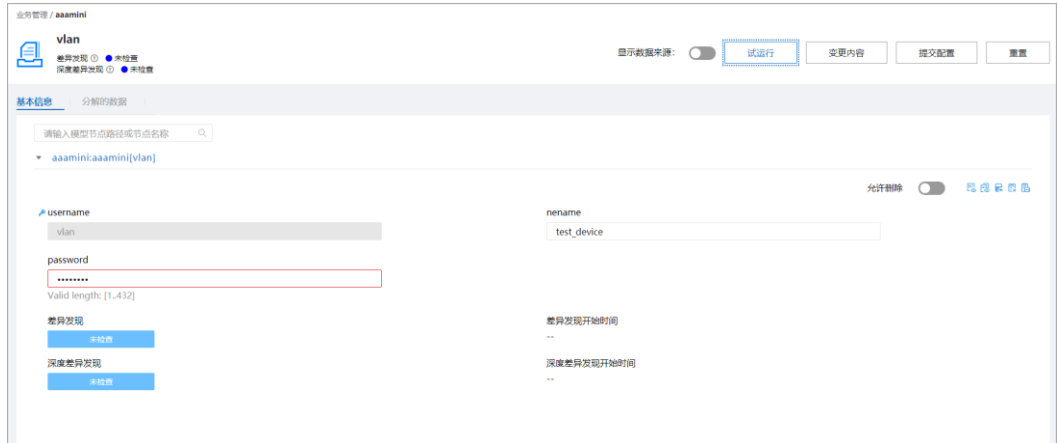 业务管理 / aaamini
vlan
差异发现 未检查
深度差异发现 未检查
显示数据来源: 试运行 变更内容 提交配置 重置
基本信息 分解的数据
请输入模型节点路径或节点名称
aaamini:aaamini[vlan]
允许删除
username nename
vlan test_device
password
••••••••
Valid length: [1..432]
差异发现 差异发现开始时间
未检查 --
深度差异发现 深度差异发现开始时间
未检查 --